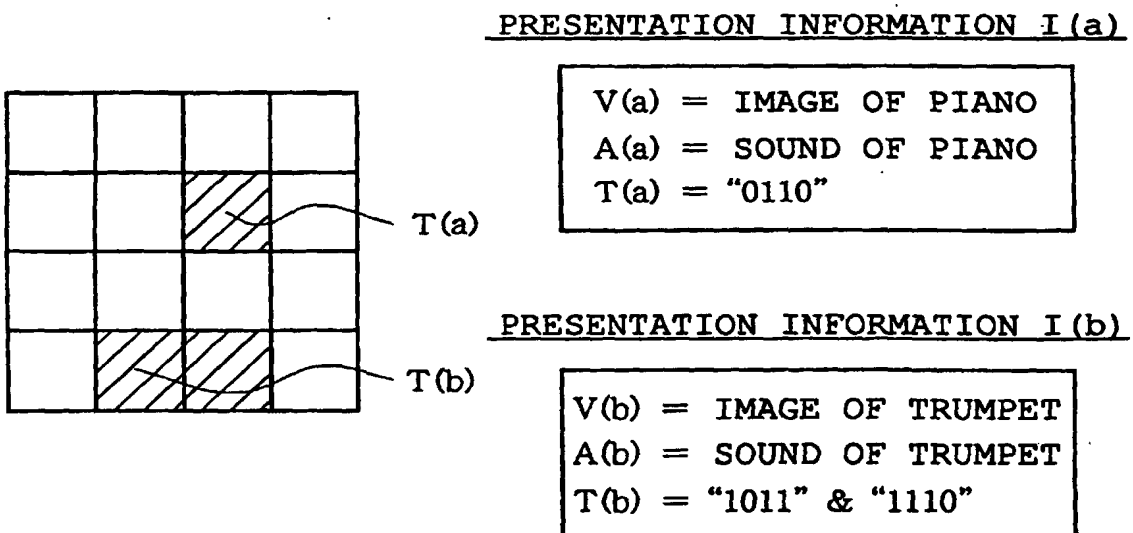 PRESENTATION INFORMATION I(a)
V(a) = IMAGE OF PIANO
A(a) = SOUND OF PIANO
T(a) = “0110”
T(a)
PRESENTATION INFORMATION I(b)
T(b)
V(b) = IMAGE OF TRUMPET
A(b) = SOUND OF TRUMPET
T(b) = “1011” & “1110”